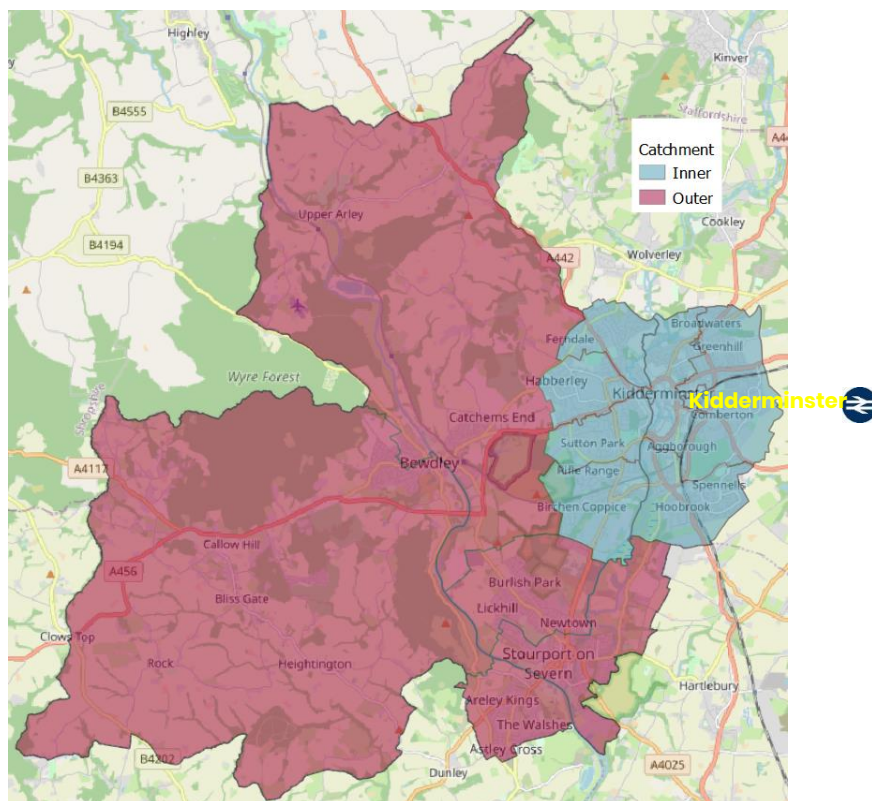 Highley
Kinver
B4555
Staffordshire
A44
Catchment
Inner
Outer
B4363
Upper Arley
Cookley
B4194
A442
Wolverley
Broadwaters
Ferndale
Greenhill
Wyre Forest
Habberley
Kidderminster
Kidderminster
Comberton
Catchems End
Sutton Park
Aggborough
A4117
Bewdley
Rifle Range
Spennells
Birchen Coppice
Hoobrook
Callow Hill
A456
Burlish Park
Bliss Gate
Lickhill
Newtown
Clows Top
Stourport on
Severn
Rock
Heightington
Hartlebury
Areley Kings
The Walshes
Astley Cross
B4202
Dunley
A4025